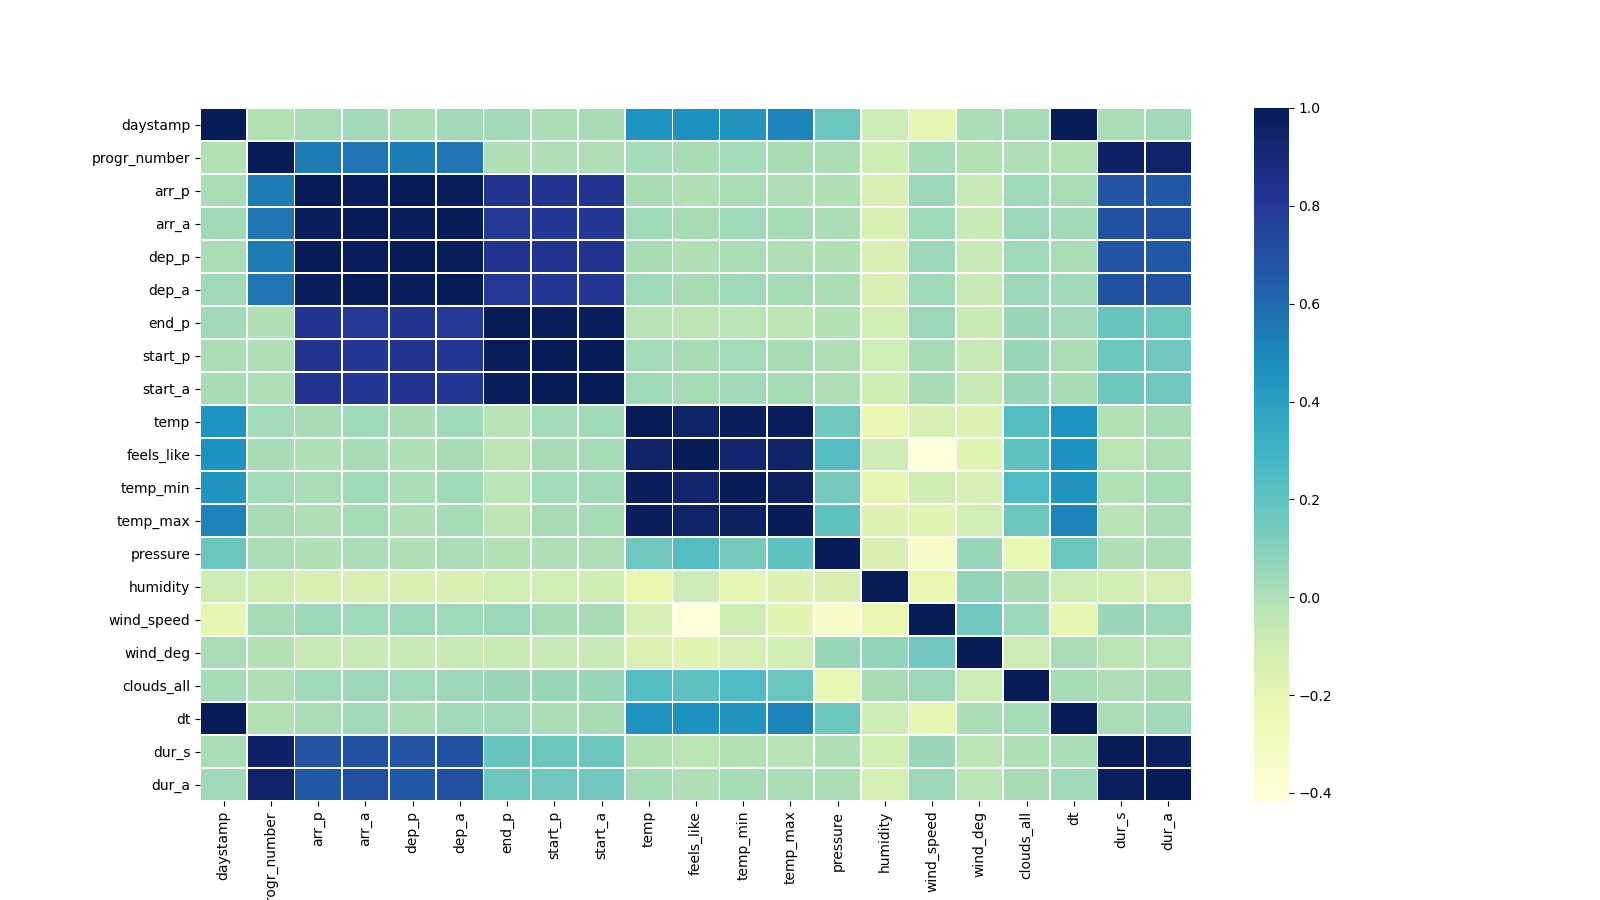 daystamp
progr_number
arr_p
arr_a
dep_p
dep_a
end_p
start_p
start_a
temp
feels_like
temp_min
temp_max
pressure
humidity
wind_speed
wind_deg
clouds_all
dt
dur_s
dur_a
daystamp
rogr_number
arr_p
arr_a
dep_p
dep_a
end_p
start_p
start_a
temp
feels_like
temp_min
temp_max
pressure
humidity
wind_speed
wind_deg
clouds_all
dt
dur_s
dur_a
1.0
0.8
0.6
0.4
0.2
0.0
−0.2
−0.4